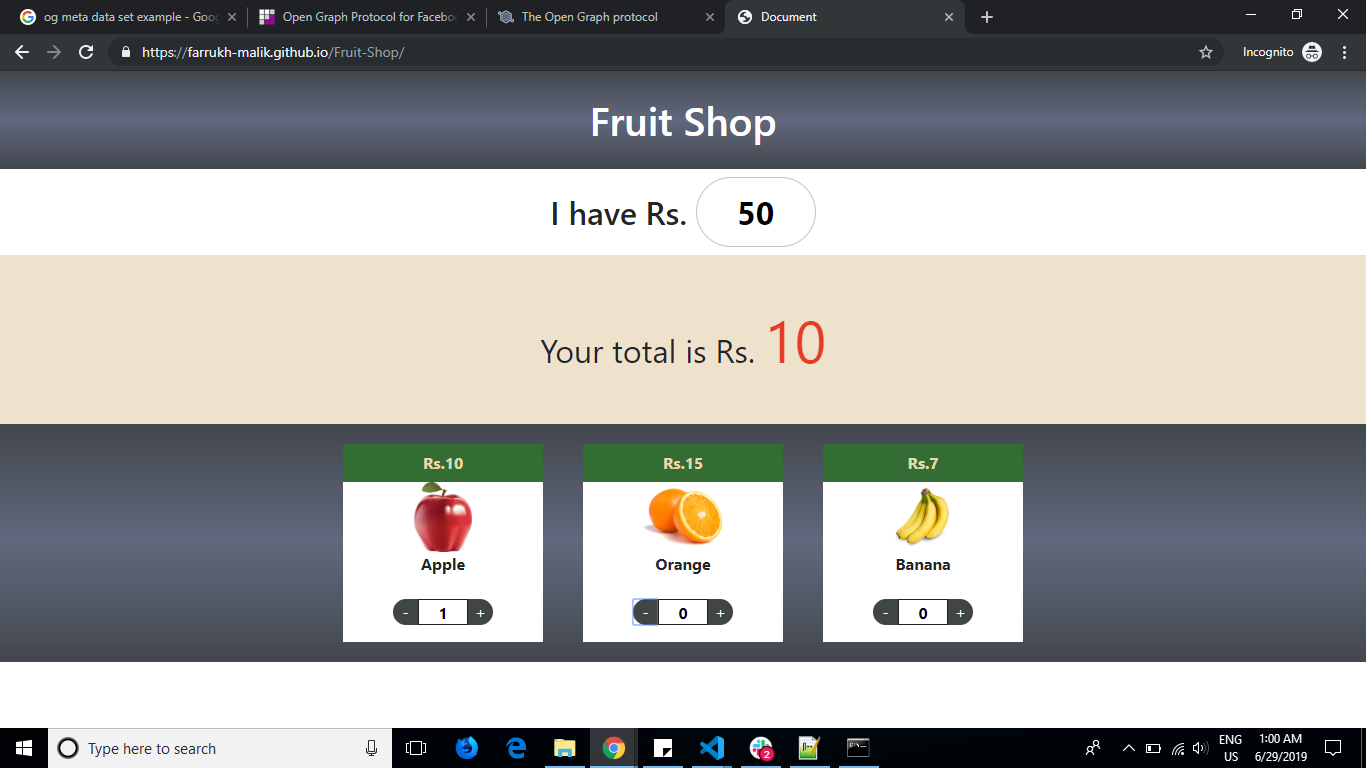 og meta data set example - Goog
Open Graph Protocol for Facebo
The Open Graph protocol
Document
https://farrukh-malik.github.io/Fruit-Shop/
Incognito
Fruit Shop
I have Rs. 50
Your total is Rs. 10
Rs.10
Rs.15
Rs.7
Apple
Orange
Banana
- 1 +
- 0 +
- 0 +
Type here to search
2
ENG
US
1:00 AM
6/29/2019